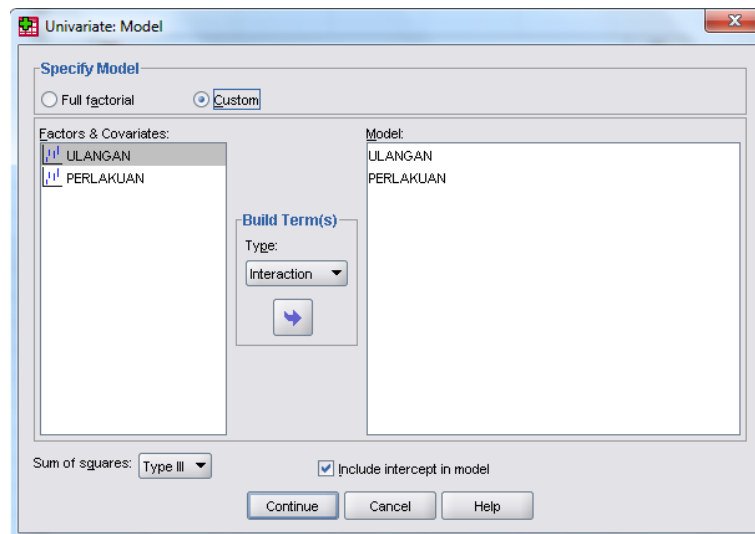 Univariate: Model
Specify Model
Full factorial
Custom
Factors & Covariates:
ULANGAN
PERLAKUAN
Build Term(s)
Type:
Interaction
Model:
ULANGAN
PERLAKUAN
Sum of squares:
Type III
Include intercept in model
Continue
Cancel
Help